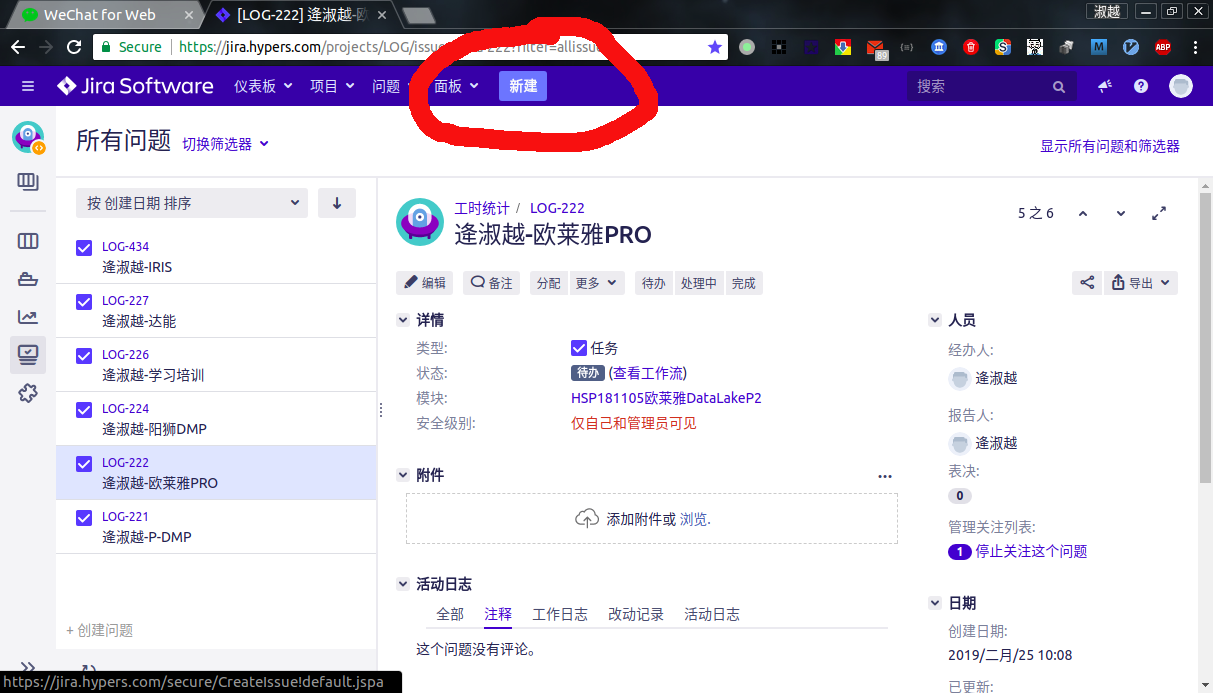 WeChat for Web
[LOG-222] 逄淑越-欧
淑越
Secure
https://jira.hypers.com/projects/LOG/issu
222?filter=allissu
89
ABP
Jira Software
仪表板
项目
问题
面板
新建
搜索
所有问题
切换筛选器
显示所有问题和筛选器
按 创建日期 排序
LOG-434
逄淑越-IRIS
LOG-227
逄淑越-达能
LOG-226
逄淑越-学习培训
LOG-224
逄淑越-阳狮DMP
LOG-222
逄淑越-欧莱雅PRO
LOG-221
逄淑越-P-DMP
+ 创建问题
工时统计 / LOG-222
5 之 6
逄淑越-欧莱雅PRO
编辑
备注
分配
更多
待办
处理中
完成
导出
详情
类型:
任务
状态:
待办 (查看工作流)
模块:
HSP181105欧莱雅DataLakeP2
安全级别:
仅自己和管理员可见
附件
添加附件或 浏览.
活动日志
全部
注释
工作日志
改动记录
活动日志
这个问题没有评论。
人员
经办人:
逄淑越
报告人:
逄淑越
表决:
0
管理关注列表:
1 停止关注这个问题
日期
创建日期:
2019/二月/25 10:08
已更新:
https://jira.hypers.com/secure/CreateIssue!default.jspa